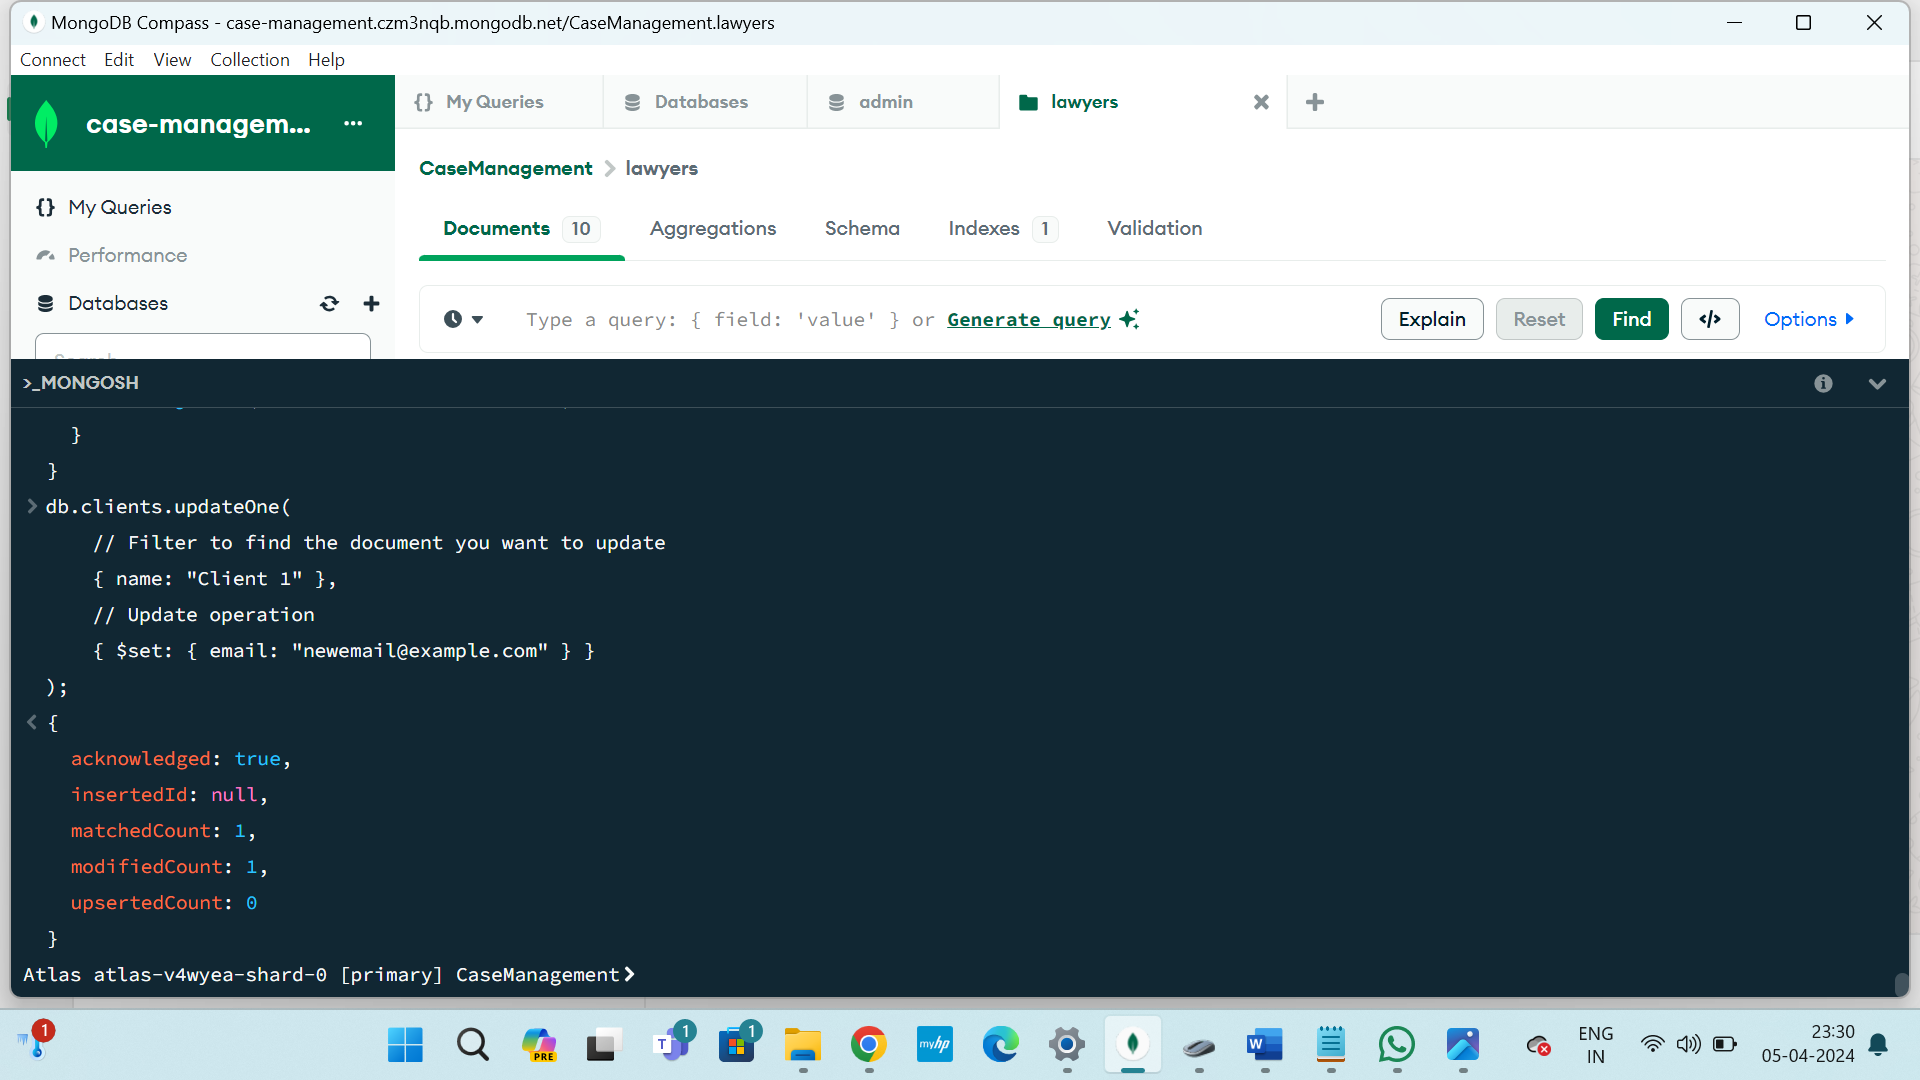 MongoDB Compass - case-management.czm3nqb.mongodb.net/CaseManagement.lawyers
Connect Edit View Collection Help
case-managem... ...
{} My Queries Databases admin lawyers
CaseManagement > lawyers
{} My Queries
Performance
Databases
Search
Documents 10 Aggregations Schema Indexes 1 Validation
Type a query: { field: 'value' } or Generate query
Explain Reset Find </> Options
>_MONGOSH
}
}
> db.clients.updateOne(
// Filter to find the document you want to update
{ name: "Client 1" },
// Update operation
{ $set: { email: "newemail@example.com" } }
);
< {
acknowledged: true,
insertedId: null,
matchedCount: 1,
modifiedCount: 1,
upsertedCount: 0
}
Atlas atlas-v4wyea-shard-0 [primary] CaseManagement>
1
PRE
T 1
1
myhp
W
ENG
IN
23:30
05-04-2024